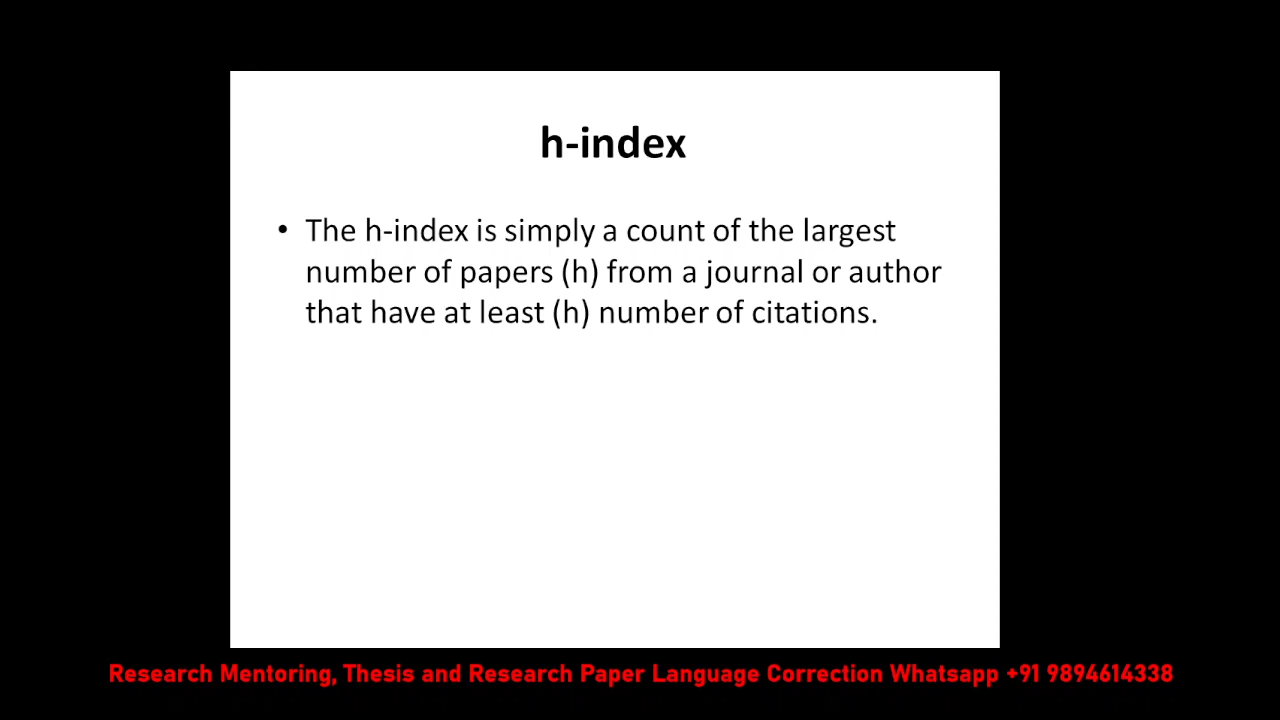 h-index
• The h-index is simply a count of the largest
number of papers (h) from a journal or author
that have at least (h) number of citations.
Research Mentoring, Thesis and Research Paper Language Correction Whatsapp +91 9894614338